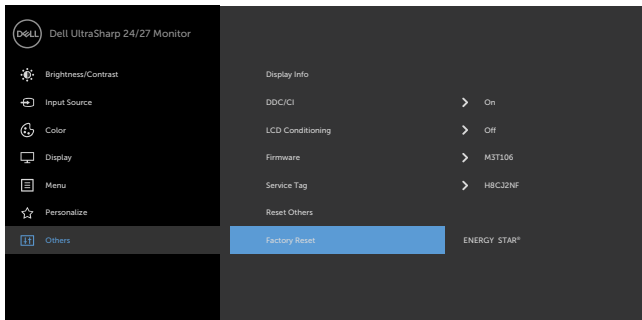 DELL Dell UltraSharp 24/27 Monitor
Brightness/Contrast Display Info
Input Source DDC/CI On
Color LCD Conditioning Off
Display Firmware M3T106
Menu Service Tag H8CJ2NF
Personalize Reset Others
Others Factory Reset ENERGY STAR®